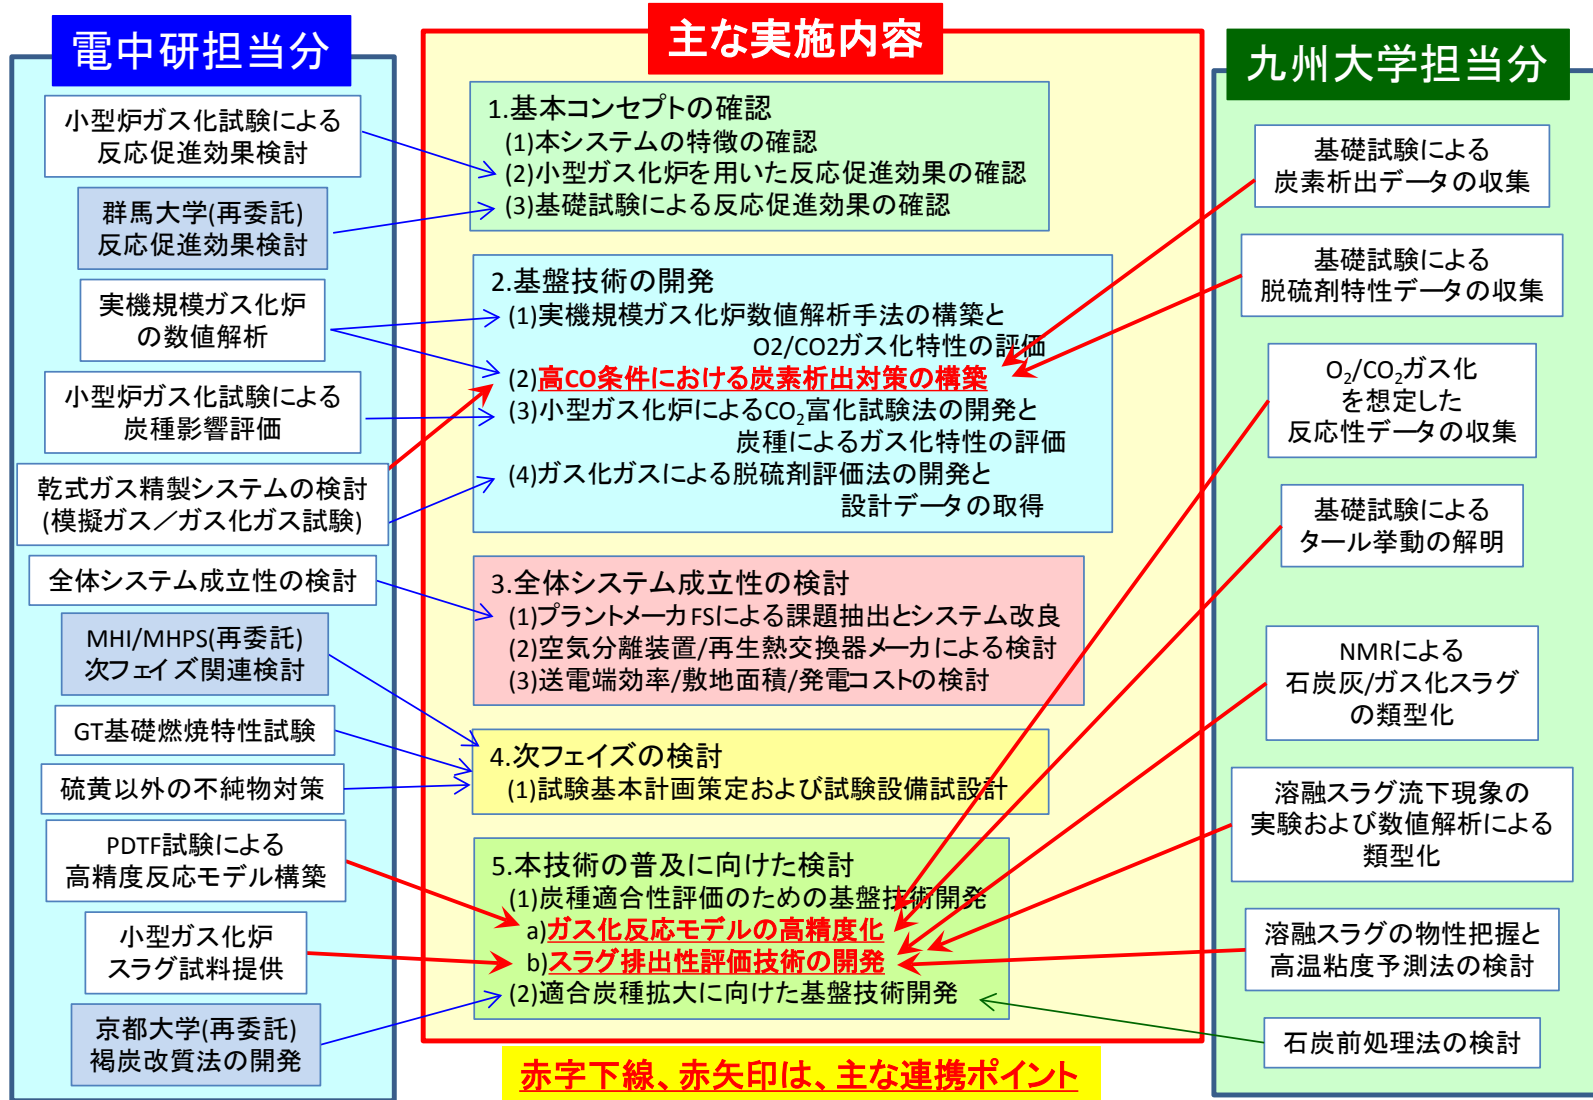 電中研担当分
小型炉ガス化試験による
反応促進効果検討
群馬大学(再委託)
反応促進効果検討
実機規模ガス化炉
の数値解析
小型炉ガス化試験による
炭種影響評価
乾式ガス精製システムの検討
(模擬ガス／ガス化ガス試験)
全体システム成立性の検討
MHI/MHPS(再委託)
次フェイズ関連検討
GT基礎燃焼特性試験
硫黄以外の不純物対策
PDTF試験による
高精度反応モデル構築
小型ガス化炉
スラグ試料提供
京都大学(再委託)
褐炭改質法の開発
主な実施内容
1.基本コンセプトの確認
(1)本システムの特徴の確認
(2)小型ガス化炉を用いた反応促進効果の確認
(3)基礎試験による反応促進効果の確認
2.基盤技術の開発
(1)実機規模ガス化炉数値解析手法の構築と
O2/CO2ガス化特性の評価
(2)高CO条件における炭素析出対策の構築
(3)小型ガス化炉によるCO₂富化試験法の開発と
炭種によるガス化特性の評価
(4)ガス化ガスによる脱硫剤評価法の開発と
設計データの取得
3.全体システム成立性の検討
(1)プラントメーカFSによる課題抽出とシステム改良
(2)空気分離装置/再生熱交換器メーカによる検討
(3)送電端効率/敷地面積/発電コストの検討
4.次フェイズの検討
(1)試験基本計画策定および試験設備試設計
5.本技術の普及に向けた検討
(1)炭種適合性評価のための基盤技術開発
a)ガス化反応モデルの高精度化
b)スラグ排出性評価技術の開発
(2)適合炭種拡大に向けた基盤技術開発
赤字下線、赤矢印は、主な連携ポイント
九州大学担当分
基礎試験による
炭素析出データの収集
基礎試験による
脱硫剤特性データの収集
O₂/CO₂ガス化
を想定した
反応性データの収集
基礎試験による
タール挙動の解明
NMRによる
石炭灰/ガス化スラグ
の類型化
溶融スラグ流下現象の
実験および数値解析による
類型化
溶融スラグの物性把握と
高温粘度予測法の検討
石炭前処理法の検討